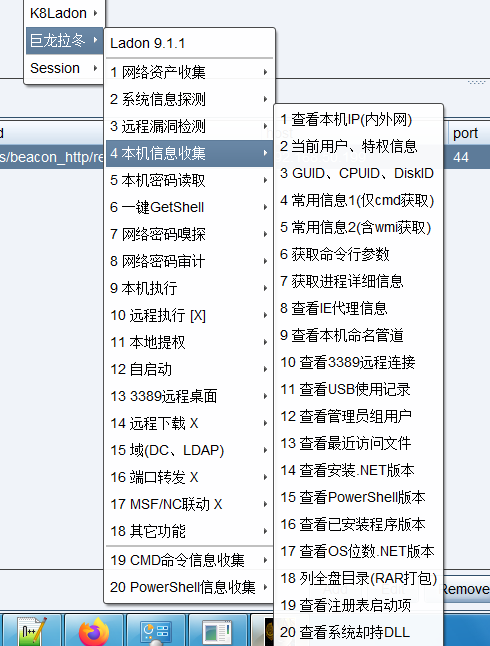 K8Ladon
巨龙拉冬
Session
Ladon 9.1.1
1 网络资产收集
2 系统信息探测
3 远程漏洞检测
4 本机信息收集
5 本机密码读取
6 一键GetShell
7 网络密码嗅探
8 网络密码审计
9 本机执行
10 远程执行 [X]
11 本地提权
12 自启动
13 3389远程桌面
14 远程下载 X
15 域(DC、LDAP)
16 端口转发 X
17 MSF/NC联动 X
18 其它功能
19 CMD命令信息收集
20 PowerShell信息收集
1 查看本机IP(内外网)
2 当前用户、特权信息
3 GUID、CPUID、DiskID
4 常用信息1(仅cmd获取)
5 常用信息2(含wmi获取)
6 获取命令行参数
7 获取进程详细信息
8 查看IE代理信息
9 查看本机命名管道
10 查看3389远程连接
11 查看USB使用记录
12 查看管理员组用户
13 查看最近访问文件
14 查看安装.NET版本
15 查看PowerShell版本
16 查看已安装程序版本
17 查看OS位数.NET版本
18 列全盘目录(RAR打包)
19 查看注册表启动项
20 查看系统却持DLL
d
port
s/beacon_http/re
44
Remove